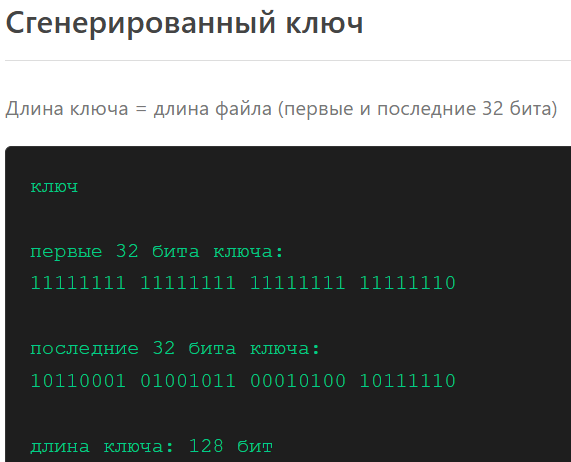 Сгенерированный ключ
Длина ключа = длина файла (первые и последние 32 бита)
ключ
первые 32 бита ключа:
11111111 11111111 11111111 11111110
последние 32 бита ключа:
10110001 01001011 00010100 10111110
длина ключа: 128 бит